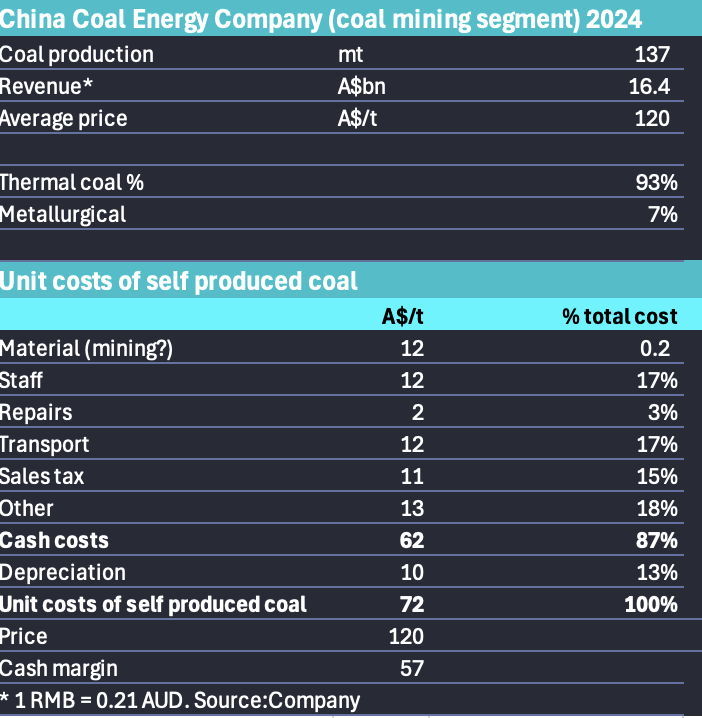 China Coal Energy Company (coal mining segment) 2024
Coal production mt 137
Revenue* A$bn 16.4
Average price A$/t 120
Thermal coal % 93%
Metallurgical 7%
Unit costs of self produced coal
A$/t % total cost
Material (mining?) 12 0.2
Staff 12 17%
Repairs 2 3%
Transport 12 17%
Sales tax 11 15%
Other 13 18%
Cash costs 62 87%
Depreciation 10 13%
Unit costs of self produced coal 72 100%
Price 120
Cash margin 57
* 1 RMB = 0.21 AUD. Source:Company